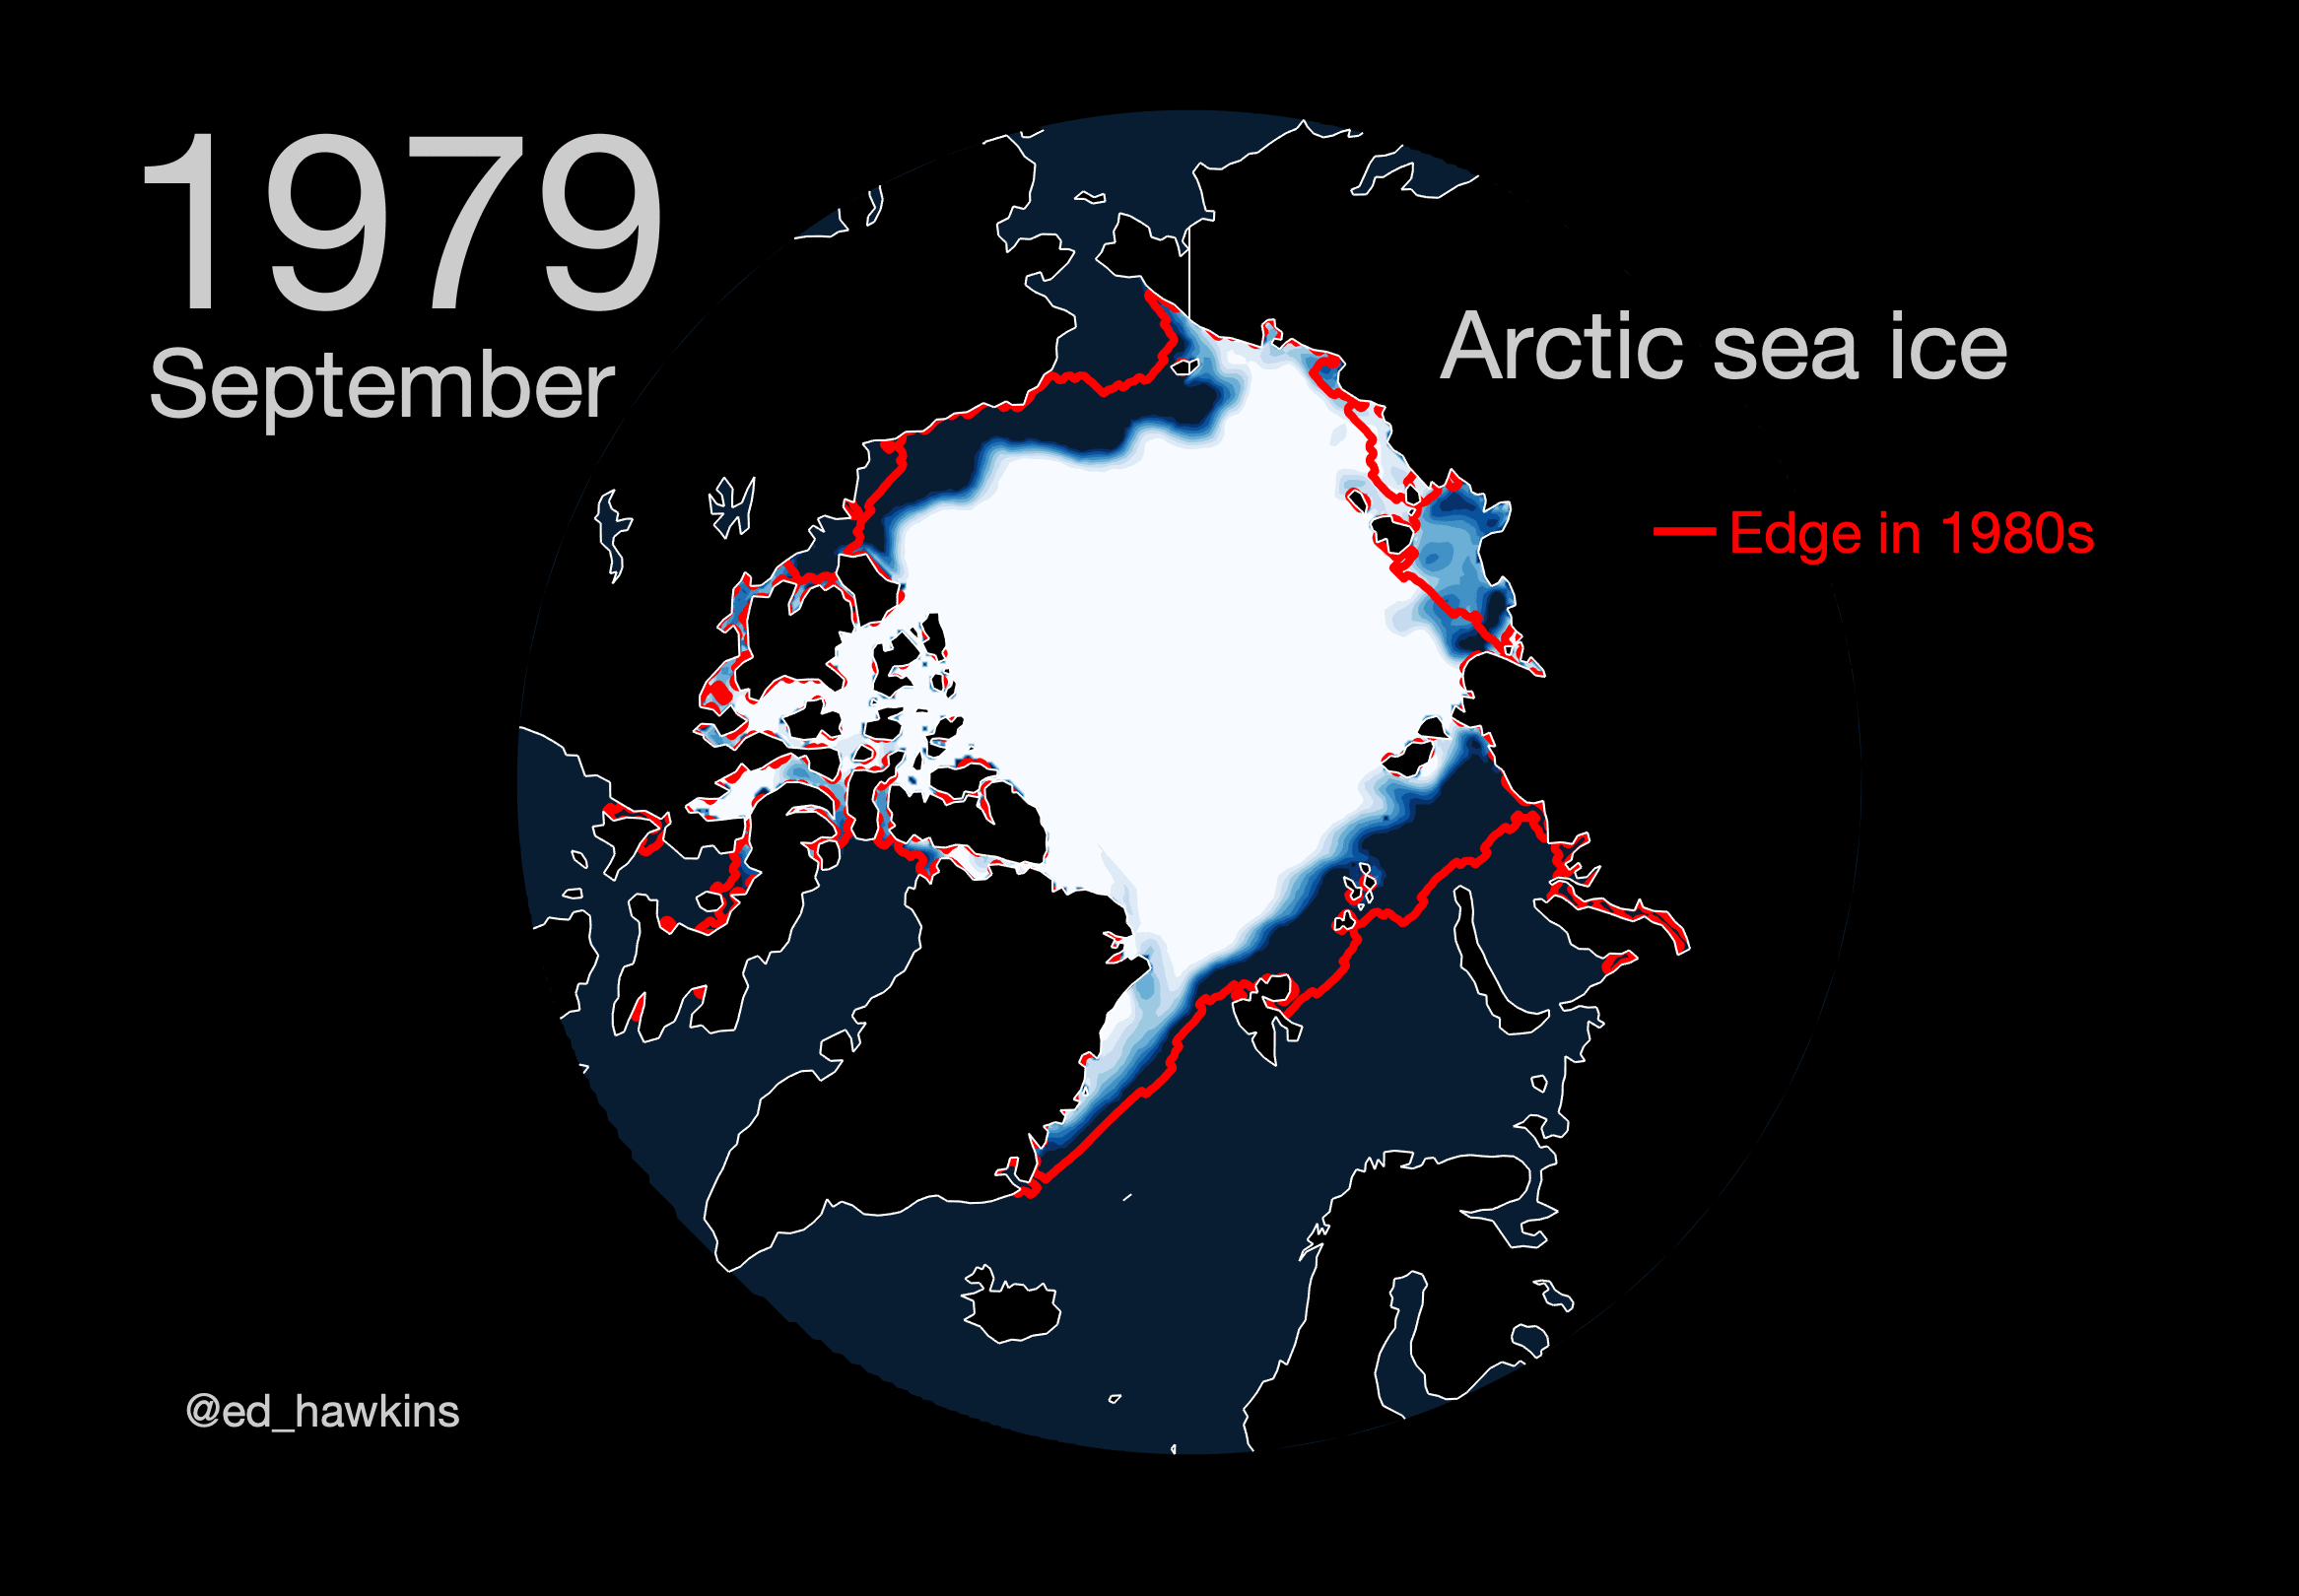 1979
September
Arctic sea ice
Edge in 1980s
@ed_hawkins